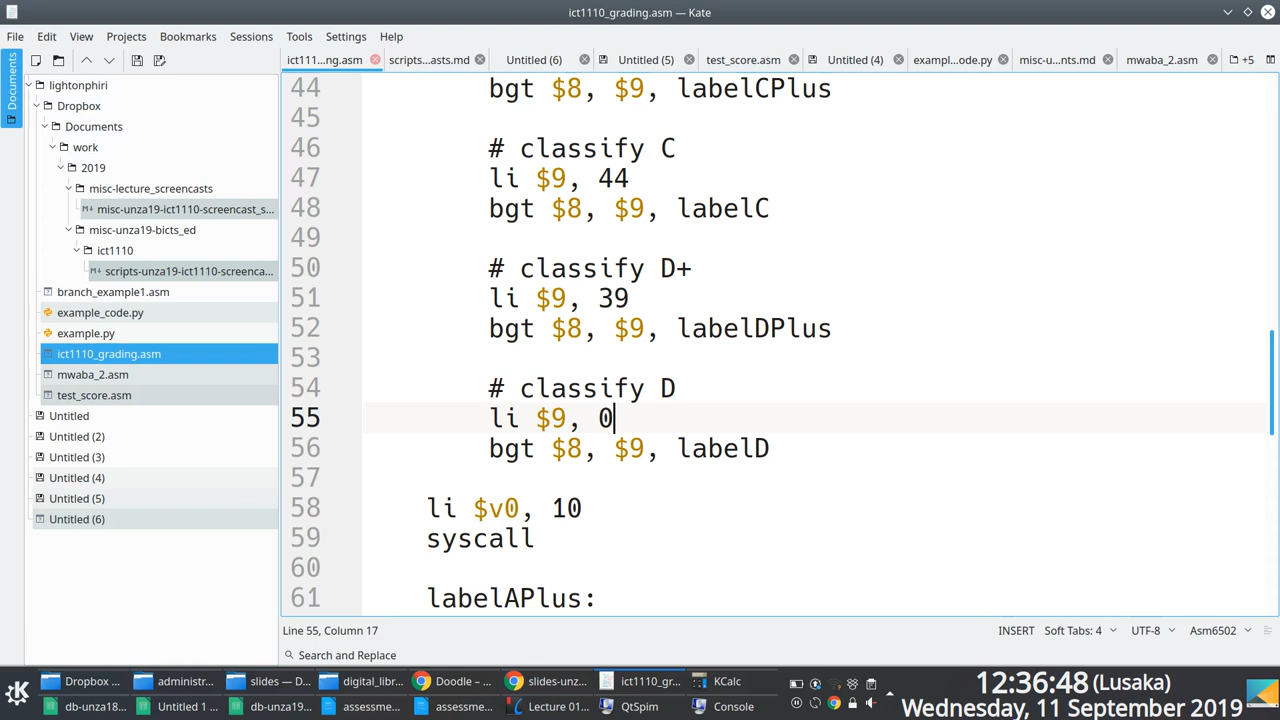 ict1110_grading.asm — Kate
File Edit View Projects Bookmarks Sessions Tools Settings Help
Documents
ict111...ng.asm scripts...asts.md Untitled (6) Untitled (5) test_score.asm Untitled (4) exampl...ode.py misc-u...nts.md mwaba_2.asm +5
lightonphiri
Dropbox
Documents
work
2019
misc-lecture_screencasts
misc-unza19-ict1110-screencast_s...
misc-unza19-bicts_ed
ict1110
scripts-unza19-ict1110-screenca...
branch_example1.asm
example_code.py
example.py
ict1110_grading.asm
mwaba_2.asm
test_score.asm
Untitled
Untitled (2)
Untitled (3)
Untitled (4)
Untitled (5)
Untitled (6)
44 bgt $8, $9, labelCPlus
45
46 # classify C
47 li $9, 44
48 bgt $8, $9, labelC
49
50 # classify D+
51 li $9, 39
52 bgt $8, $9, labelDPlus
53
54 # classify D
55 li $9, 0
56 bgt $8, $9, labelD
57
58 li $v0, 10
59 syscall
60
61 labelAPlus:
Line 55, Column 17 INSERT Soft Tabs: 4 UTF-8 Asm6502
Search and Replace
Dropbox ... administr... slides — D... digital_libr... Doodle – ... slides-unz... ict1110_gr... KCalc
db-unza18... Untitled 1 ... db-unza19... assessme... assessme... Lecture 01... QtSpim Console
12:36:48 (Lusaka)
Wednesday, 11 September 2019